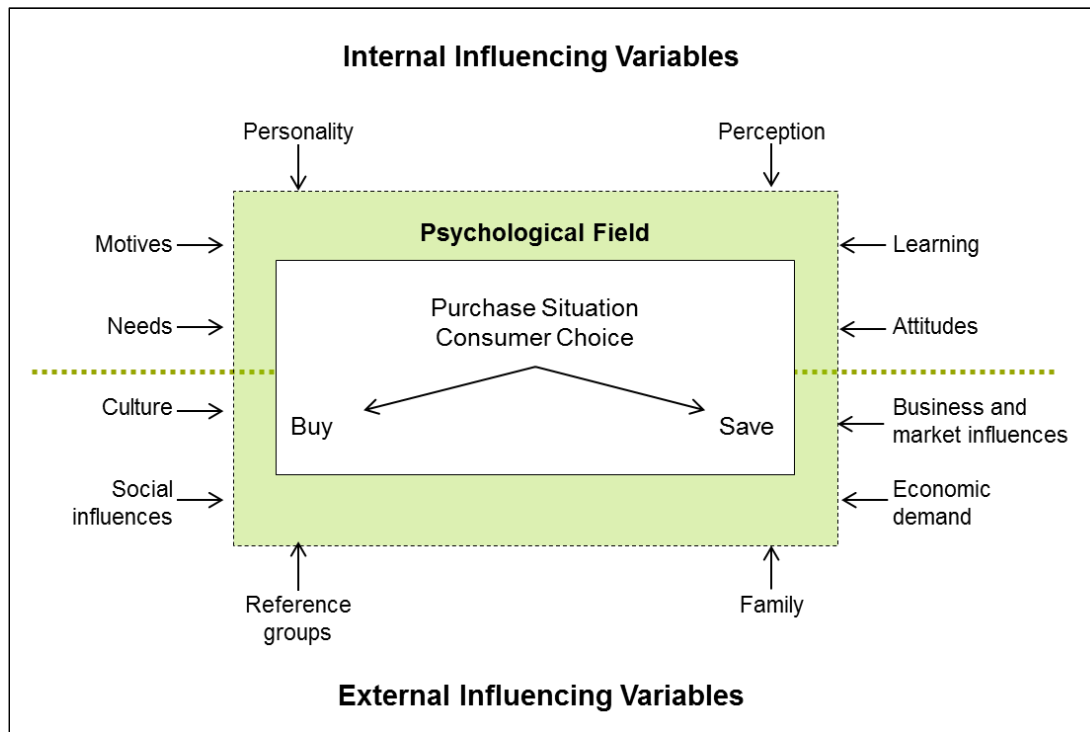 Internal Influencing Variables
Personality
Perception
Motives
Psychological Field
Learning
Needs
Purchase Situation
Consumer Choice
Attitudes
Culture
Buy
Save
Business and
market influences
Social
influences
Economic
demand
Reference
groups
Family
External Influencing Variables